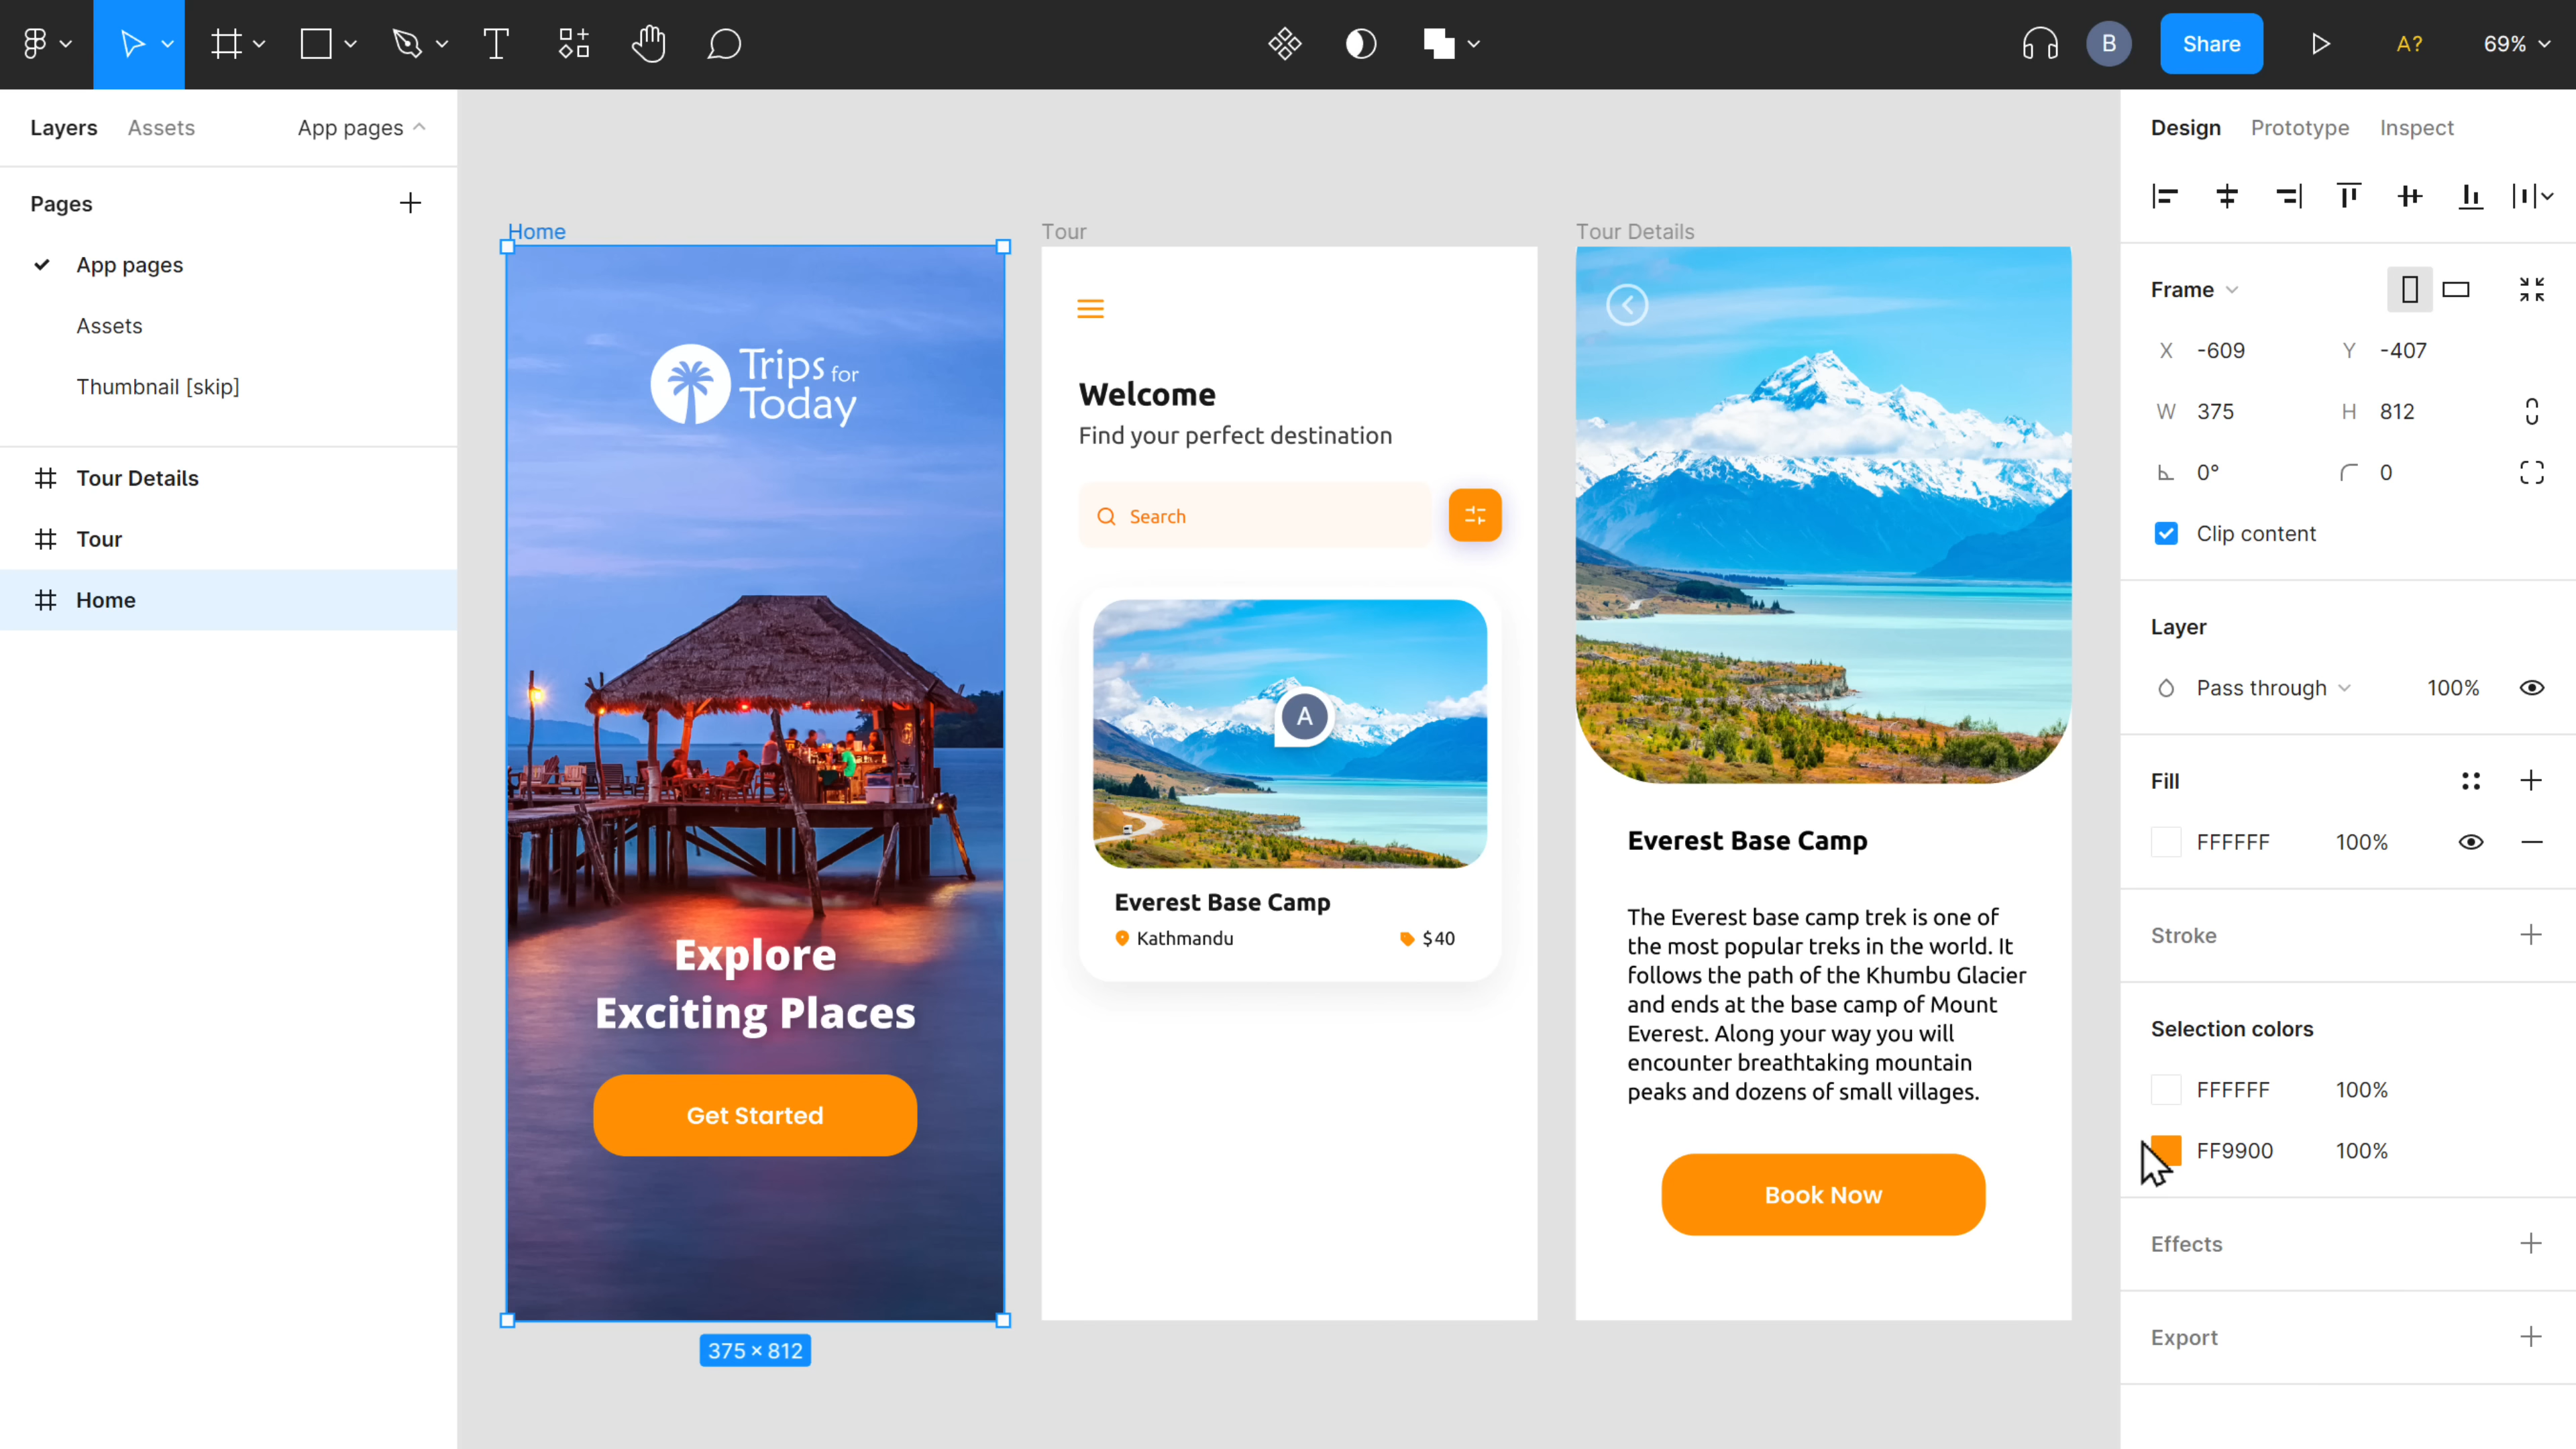 B
Share
A?
69%
Layers
Assets
App pages
Pages
App pages
Assets
Thumbnail [skip]
Tour Details
Tour
Home
Home
Trips for
Today
Explore
Exciting Places
Get Started
375 × 812
Tour
Welcome
Find your perfect destination
Search
A
Everest Base Camp
Kathmandu
$40
Tour Details
Everest Base Camp
The Everest base camp trek is one of
the most popular treks in the world. It
follows the path of the Khumbu Glacier
and ends at the base camp of Mount
Everest. Along your way you will
encounter breathtaking mountain
peaks and dozens of small villages.
Book Now
Design
Prototype
Inspect
Frame
X -609
Y -407
W 375
H 812
0°
0
Clip content
Layer
Pass through
100%
Fill
FFFFFF
100%
Stroke
Selection colors
FFFFFF
100%
FF9900
100%
Effects
Export